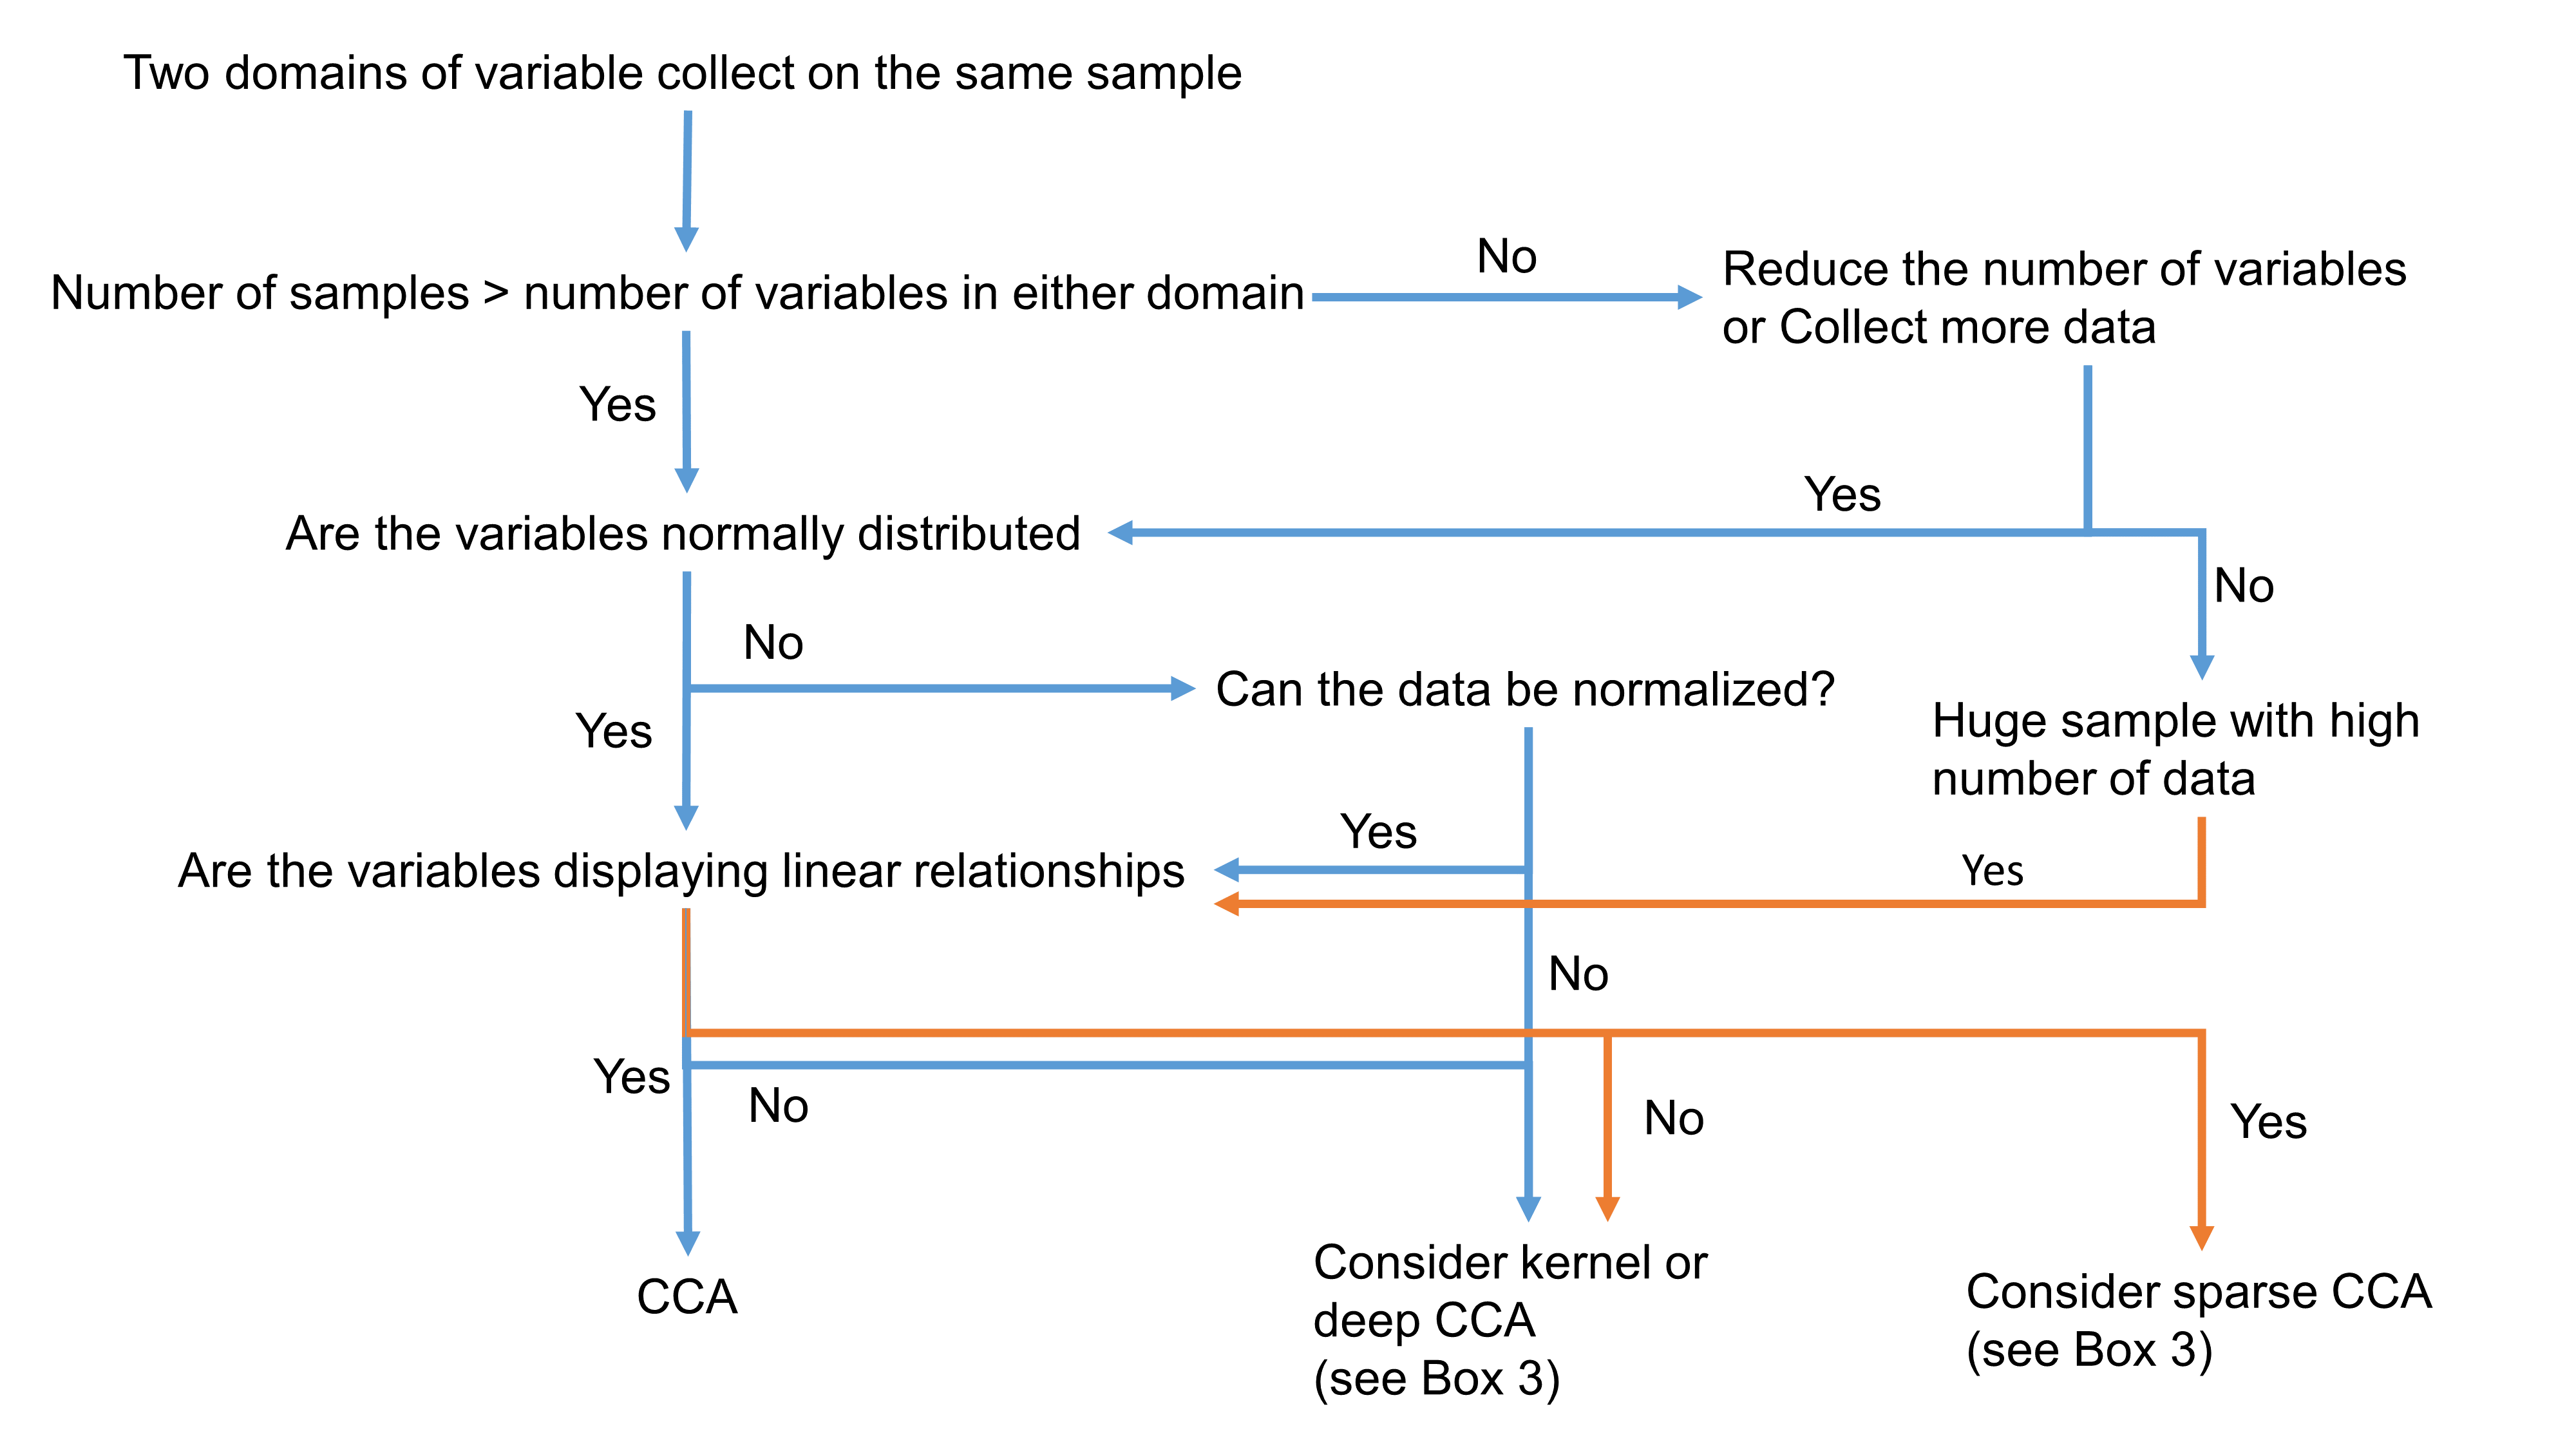 Two domains of variable collect on the same sample
Number of samples > number of variables in either domain
No
Reduce the number of variables
or Collect more data
Yes
Yes
Are the variables normally distributed
No
No
Can the data be normalized?
Yes
Huge sample with high
number of data
Yes
Yes
Are the variables displaying linear relationships
No
Yes
No
No
Yes
CCA
Consider kernel or
deep CCA
(see Box 3)
Consider sparse CCA
(see Box 3)